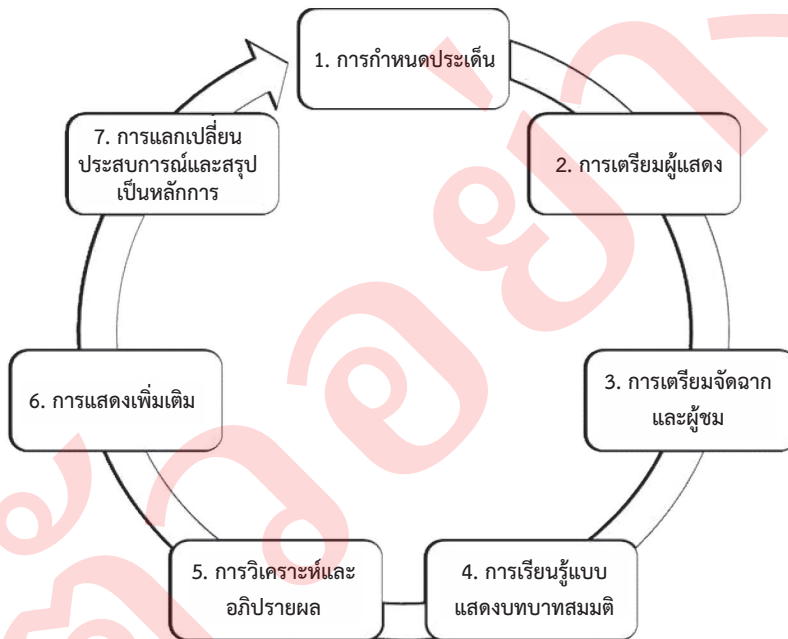 1. การกำหนดประเด็น
2. การเตรียมผู้แสดง
3. การเตรียมจัดฉาก
และผู้ชม
4. การเรียนรู้แบบ
แสดงบทบาทสมมติ
5. การวิเคราะห์และ
อภิปรายผล
6. การแสดงเพิ่มเติม
7. การแลกเปลี่ยน
ประสบการณ์และสรุป
เป็นหลักการ
ตัวอย่าง